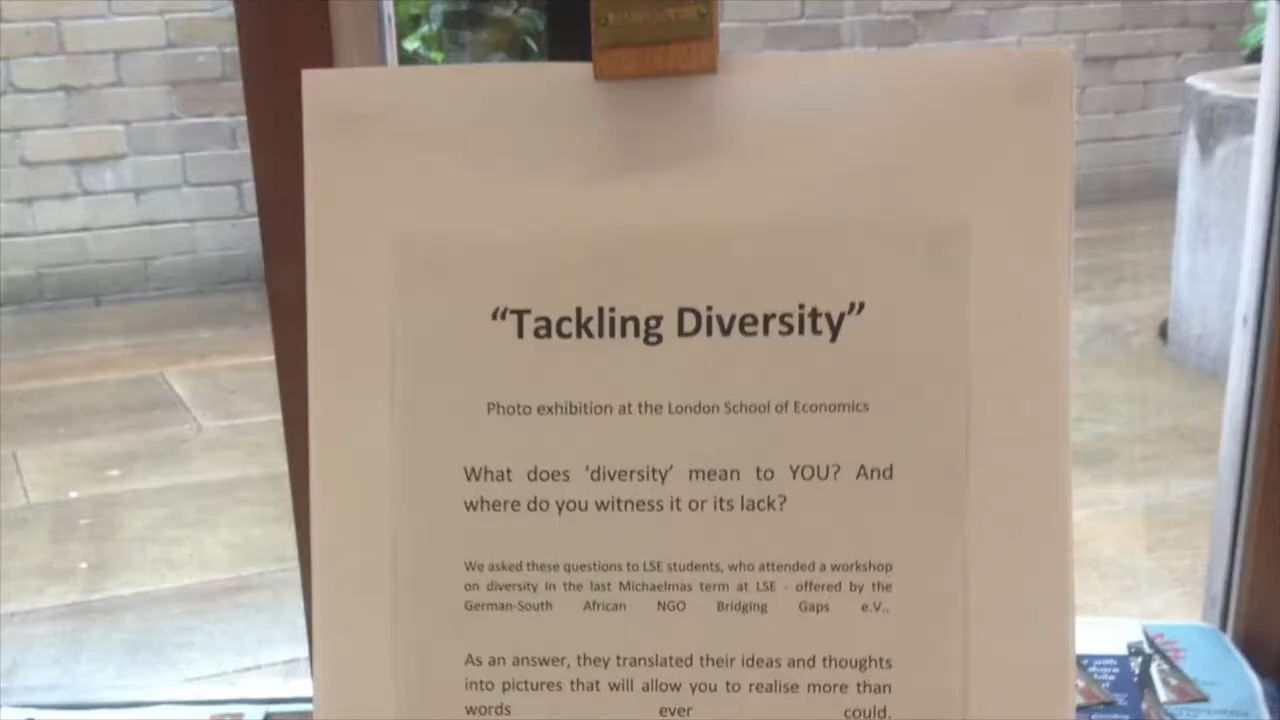 “Tackling Diversity”
Photo exhibition at the London School of Economics
What does ‘diversity’ mean to YOU? And
where do you witness it or its lack?
We asked these questions to LSE students, who attended a workshop
on diversity in the last Michaelmas term at LSE - offered by the
German-South African NGO Bridging Gaps e.V..
As an answer, they translated their ideas and thoughts
into pictures that will allow you to realise more than
words ever could.